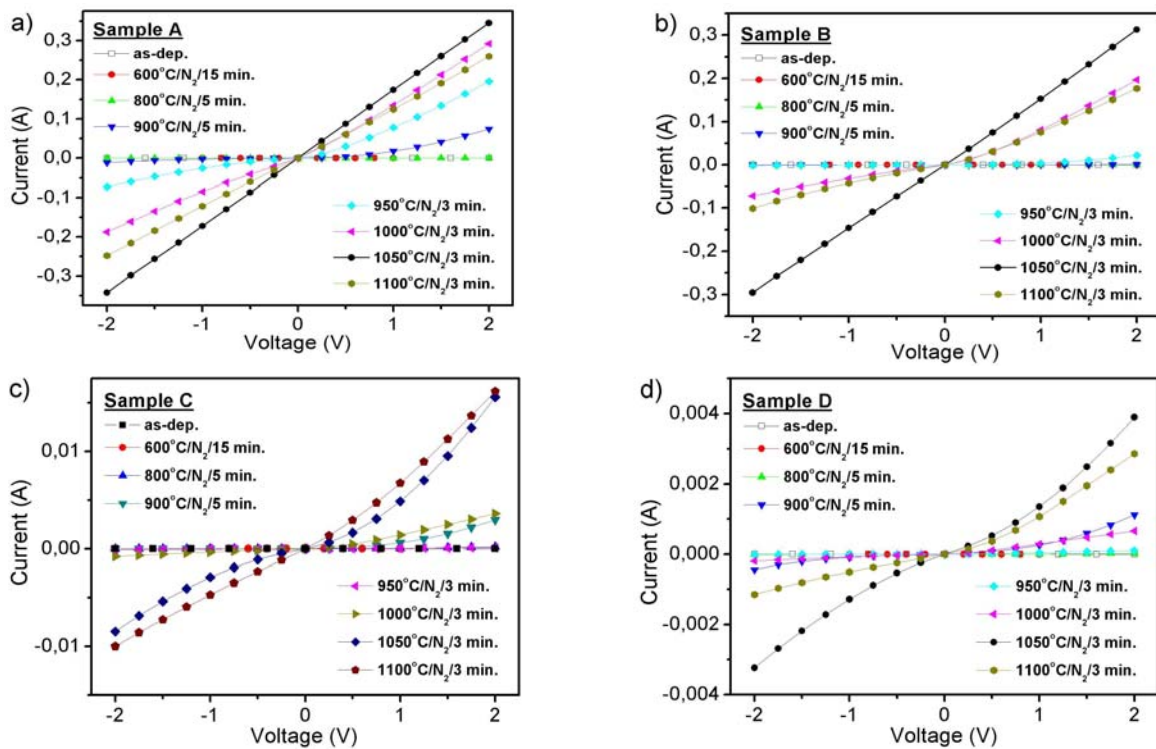 a)
Sample A
as-dep.
600°C/N₂/15 min.
800°C/N₂/5 min.
900°C/N₂/5 min.
950°C/N₂/3 min.
1000°C/N₂/3 min.
1050°C/N₂/3 min.
1100°C/N₂/3 min.
0,3
0,2
0,1
0,0
-0,1
-0,2
-0,3
Current (A)
-2 -1 0 1 2
Voltage (V)
b)
Sample B
as-dep.
600°C/N₂/15 min.
800°C/N₂/5 min.
900°C/N₂/5 min.
950°C/N₂/3 min.
1000°C/N₂/3 min.
1050°C/N₂/3 min.
1100°C/N₂/3 min.
0,3
0,2
0,1
0,0
-0,1
-0,2
-0,3
Current (A)
-2 -1 0 1 2
Voltage (V)
c)
Sample C
as-dep.
600°C/N₂/15 min.
800°C/N₂/5 min.
900°C/N₂/5 min.
950°C/N₂/3 min.
1000°C/N₂/3 min.
1050°C/N₂/3 min.
1100°C/N₂/3 min.
0,01
0,00
-0,01
Current (A)
-2 -1 0 1 2
Voltage (V)
d)
Sample D
as-dep.
600°C/N₂/15 min.
800°C/N₂/5 min.
900°C/N₂/5 min.
950°C/N₂/3 min.
1000°C/N₂/3 min.
1050°C/N₂/3 min.
1100°C/N₂/3 min.
0,004
0,002
0,000
-0,002
-0,004
Current (A)
-2 -1 0 1 2
Voltage (V)